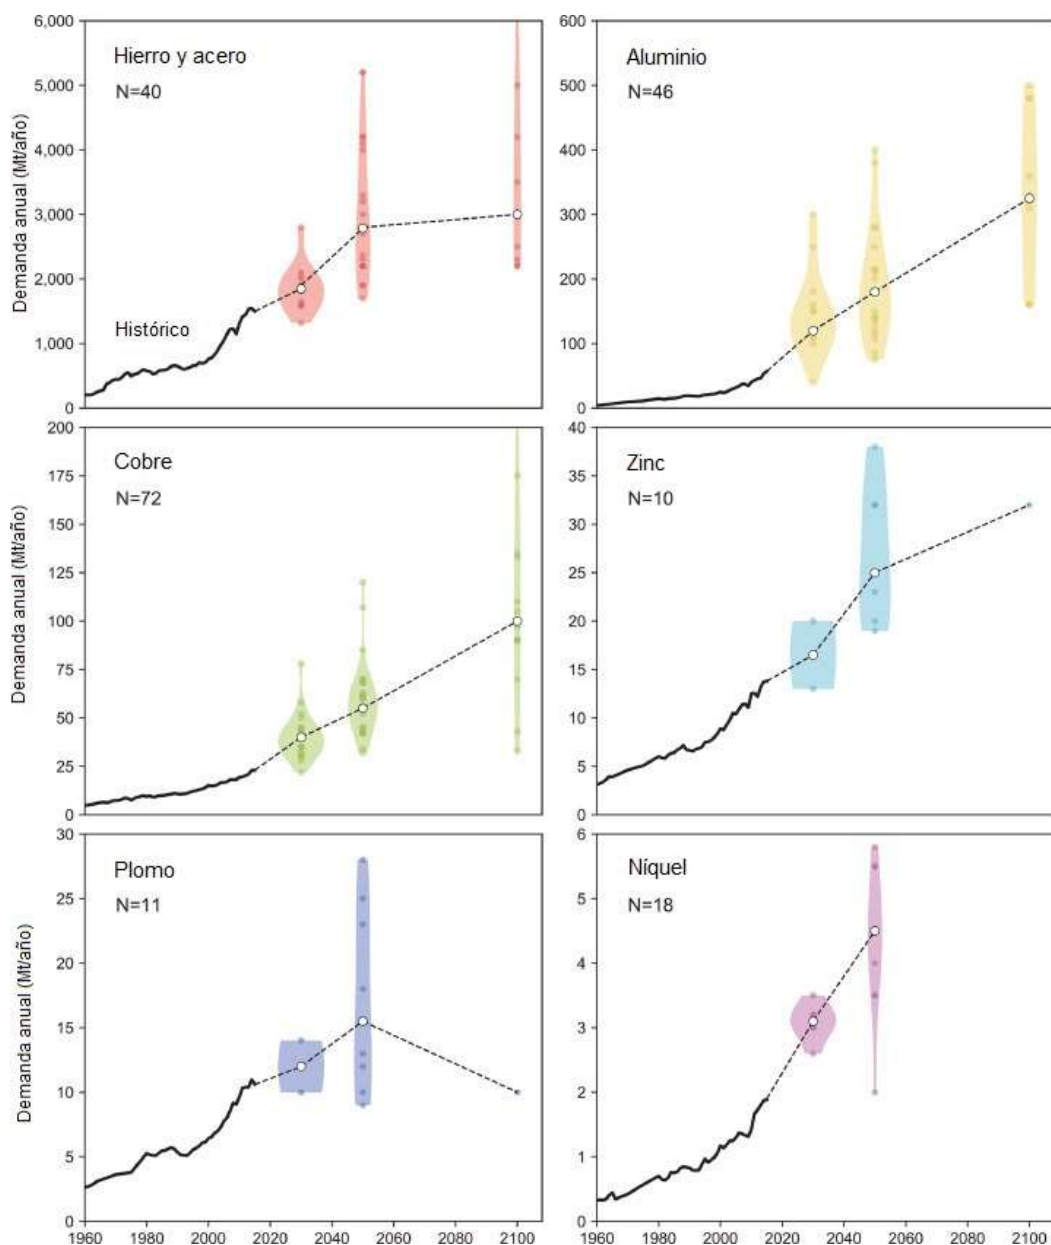 6,000
5,000
4,000
3,000
2,000
1,000
0
Demanda anual (Mt/año)
Hierro y acero
N=40
Histórico
600
500
400
300
200
100
0
Aluminio
N=46
200
175
150
125
100
75
50
25
0
Demanda anual (Mt/año)
Cobre
N=72
40
35
30
25
20
15
10
5
0
Zinc
N=10
30
25
20
15
10
5
0
Demanda anual (Mt/año)
Plomo
N=11
1960 1980 2000 2020 2040 2060 2080 2100
6
5
4
3
2
1
0
Níquel
N=18
1960 1980 2000 2020 2040 2060 2080 2100